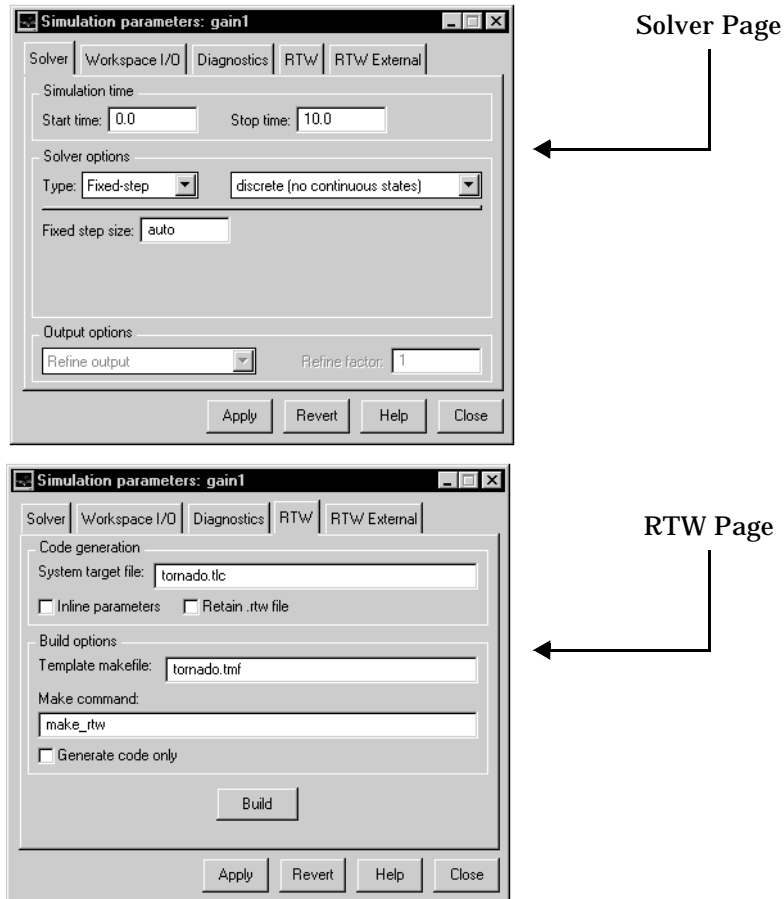 Simulation parameters: gain1
Solver Page
Solver Workspace I/O Diagnostics RTW RTW External
Simulation time
Start time: 0.0 Stop time: 10.0
Solver options
Type: Fixed-step discrete (no continuous states)
Fixed step size: auto
Output options
Refine output Refine factor: 1
Apply Revert Help Close
Simulation parameters: gain1
RTW Page
Solver Workspace I/O Diagnostics RTW RTW External
Code generation
System target file: tornado.tlc
Inline parameters Retain .rtw file
Build options
Template makefile: tornado.tmf
Make command:
make_rtw
Generate code only
Build
Apply Revert Help Close